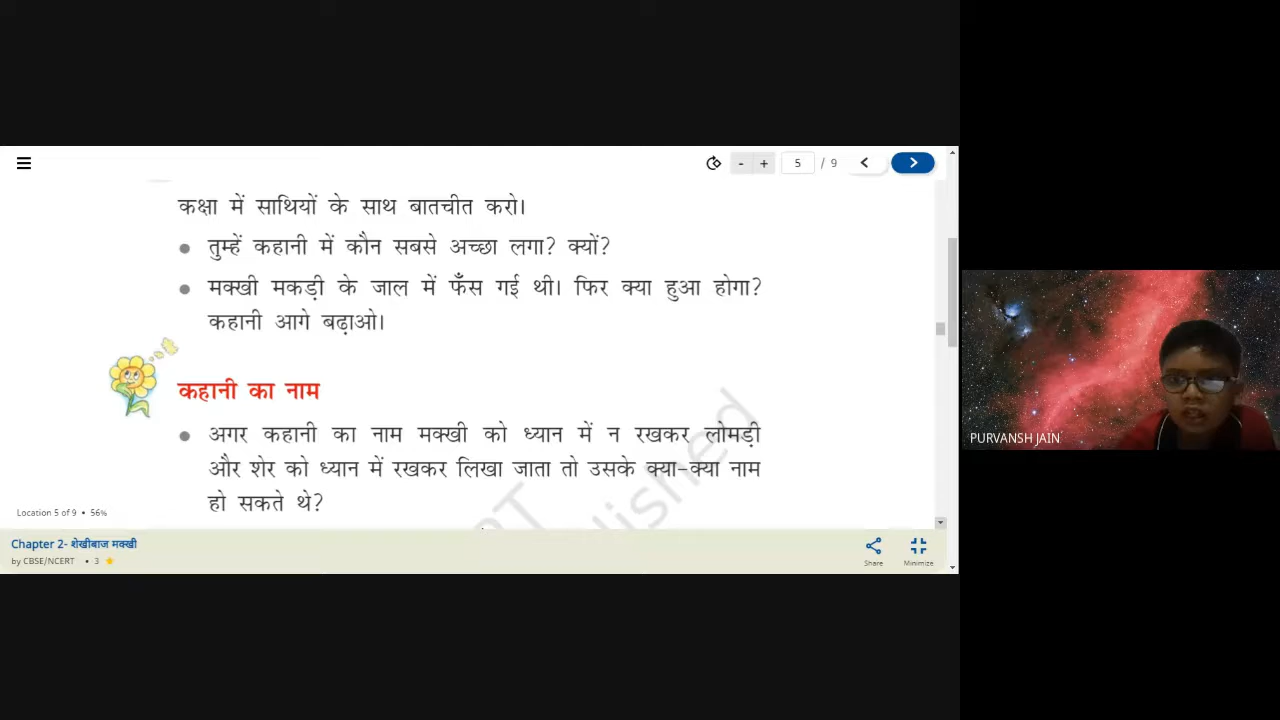 5 / 9
कक्षा में साथियों के साथ बातचीत करो।
तुम्हें कहानी में कौन सबसे अच्छा लगा? क्यों?
मक्खी मकड़ी के जाल में फँस गई थी। फिर क्या हुआ होगा?
कहानी आगे बढ़ाओ।
कहानी का नाम
अगर कहानी का नाम मक्खी को ध्यान में न रखकर लोमड़ी
और शेर को ध्यान में रखकर लिखा जाता तो उसके क्या-क्या नाम
हो सकते थे?
Location 5 of 9 • 56%
Chapter 2- शेखीबाज मक्खी
by CBSE/NCERT • 3
Share
Minimize
PURVANSH JAIN